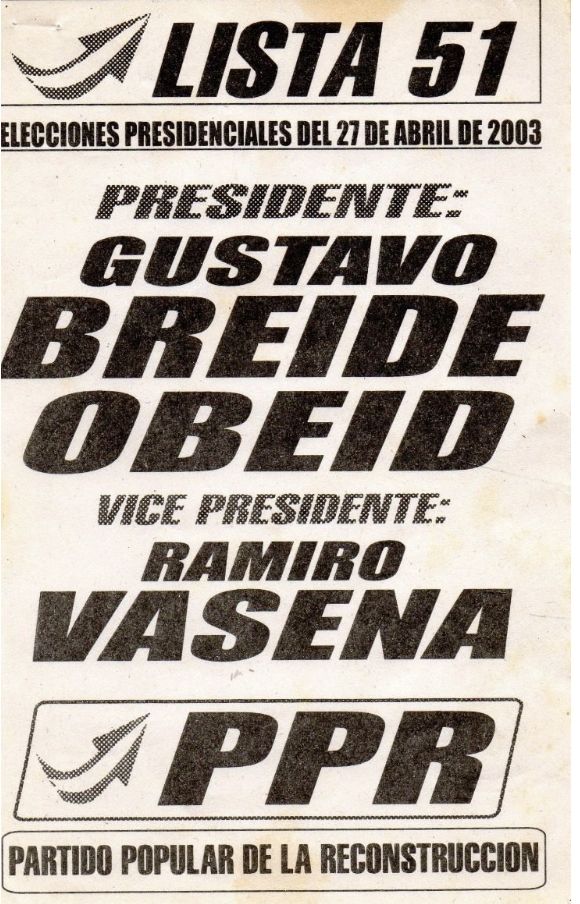 LISTA 51
ELECCIONES PRESIDENCIALES DEL 27 DE ABRIL DE 2003
PRESIDENTE:
GUSTAVO
BREIDE
OBEID
VICE PRESIDENTE:
RAMIRO
VASENA
PPR
PARTIDO POPULAR DE LA RECONSTRUCCION